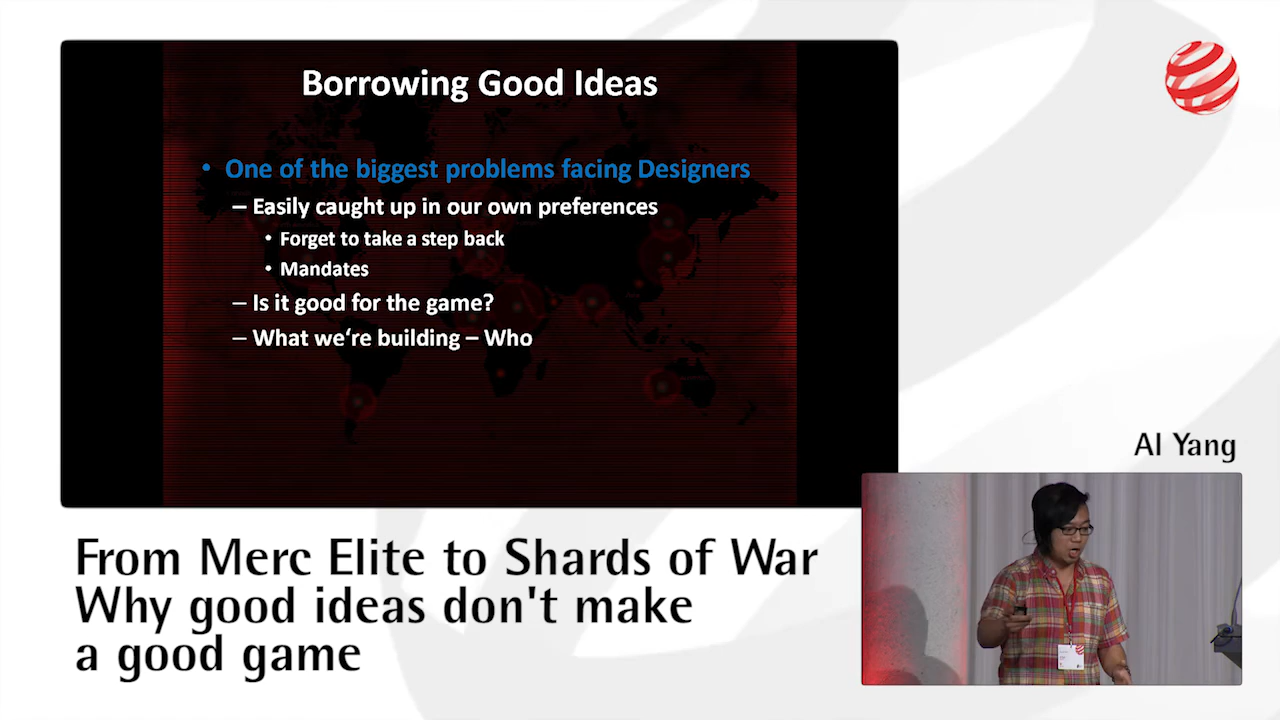 Borrowing Good Ideas
• One of the biggest problems facing Designers
– Easily caught up in our own preferences
• Forget to take a step back
• Mandates
– Is it good for the game?
– What we‘re building – Who
Al Yang
From Merc Elite to Shards of War
Why good ideas don't make
a good game